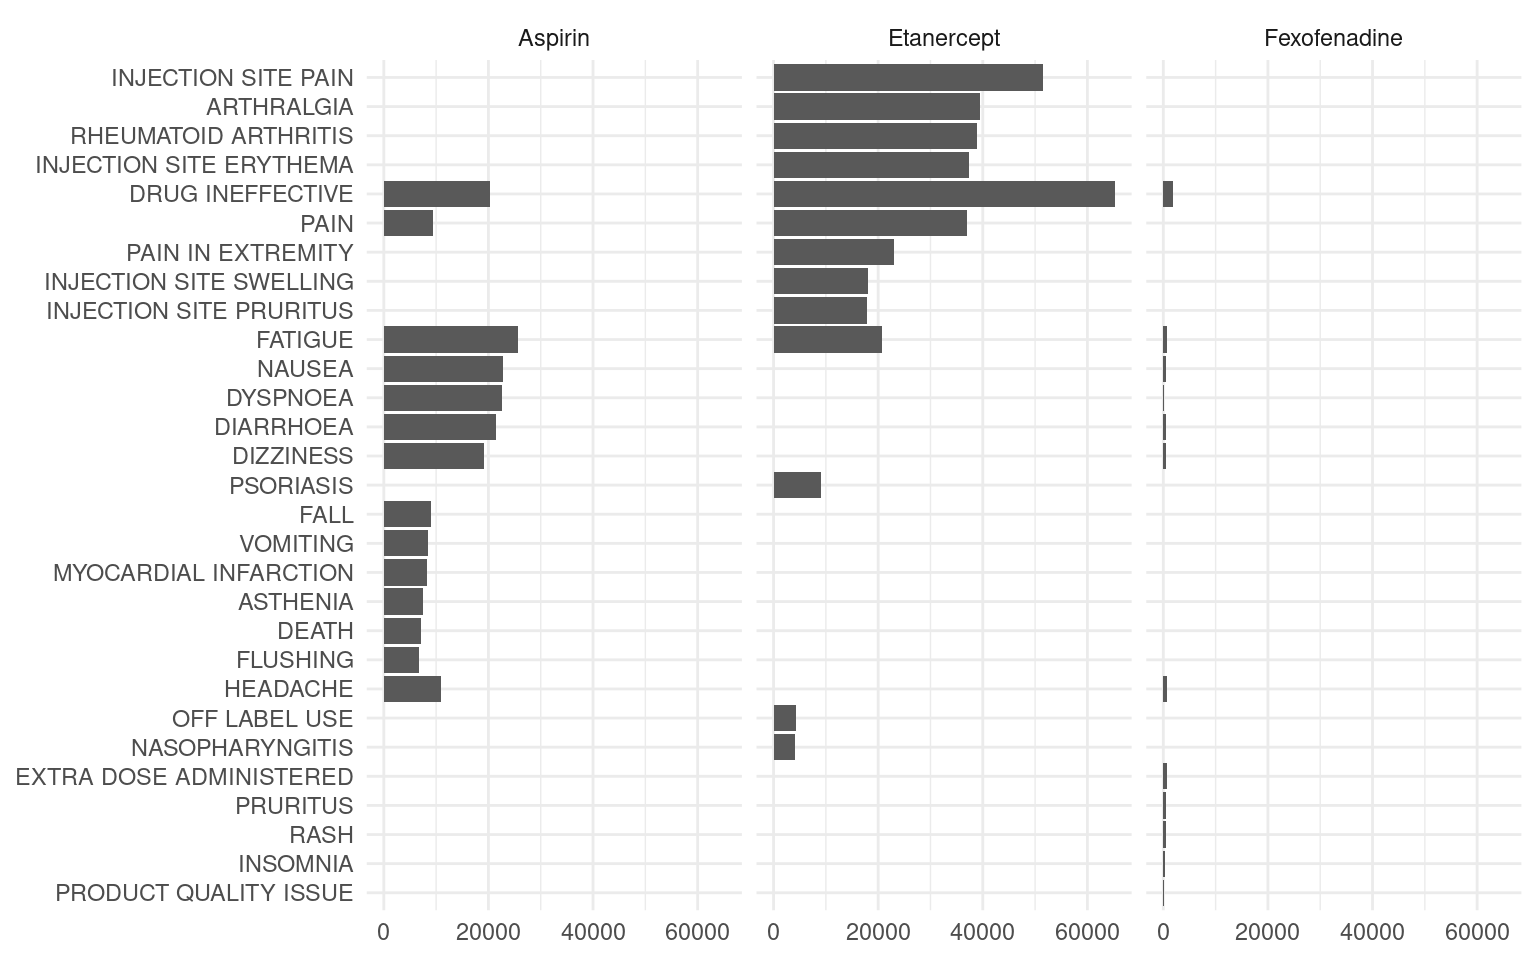 Aspirin Etanercept Fexofenadine
INJECTION SITE PAIN
ARTHRALGIA
RHEUMATOID ARTHRITIS
INJECTION SITE ERYTHEMA
DRUG INEFFECTIVE
PAIN
PAIN IN EXTREMITY
INJECTION SITE SWELLING
INJECTION SITE PRURITUS
FATIGUE
NAUSEA
DYSPNOEA
DIARRHOEA
DIZZINESS
PSORIASIS
FALL
VOMITING
MYOCARDIAL INFARCTION
ASTHENIA
DEATH
FLUSHING
HEADACHE
OFF LABEL USE
NASOPHARYNGITIS
EXTRA DOSE ADMINISTERED
PRURITUS
RASH
INSOMNIA
PRODUCT QUALITY ISSUE
0 20000 40000 60000 0 20000 40000 60000 0 20000 40000 60000